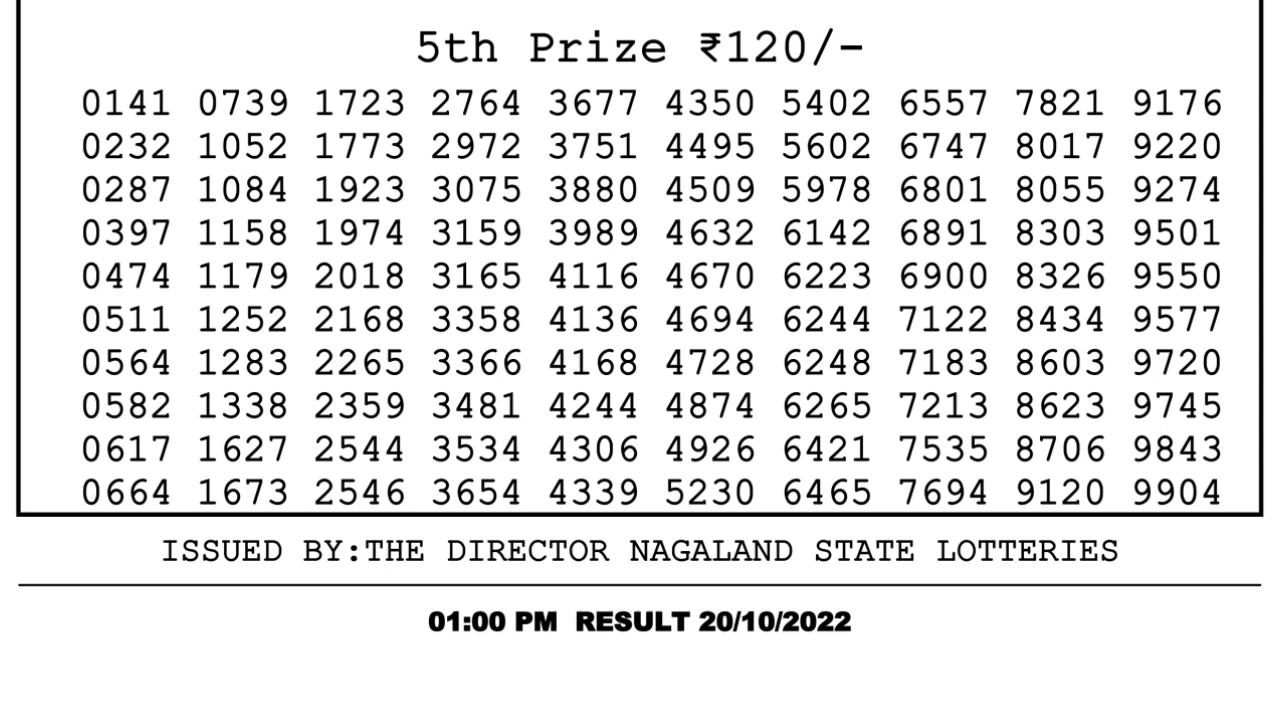 5th Prize ₹120/-
0141 0739 1723 2764 3677 4350 5402 6557 7821 9176
0232 1052 1773 2972 3751 4495 5602 6747 8017 9220
0287 1084 1923 3075 3880 4509 5978 6801 8055 9274
0397 1158 1974 3159 3989 4632 6142 6891 8303 9501
0474 1179 2018 3165 4116 4670 6223 6900 8326 9550
0511 1252 2168 3358 4136 4694 6244 7122 8434 9577
0564 1283 2265 3366 4168 4728 6248 7183 8603 9720
0582 1338 2359 3481 4244 4874 6265 7213 8623 9745
0617 1627 2544 3534 4306 4926 6421 7535 8706 9843
0664 1673 2546 3654 4339 5230 6465 7694 9120 9904
ISSUED BY:THE DIRECTOR NAGALAND STATE LOTTERIES
01:00 PM RESULT 20/10/2022